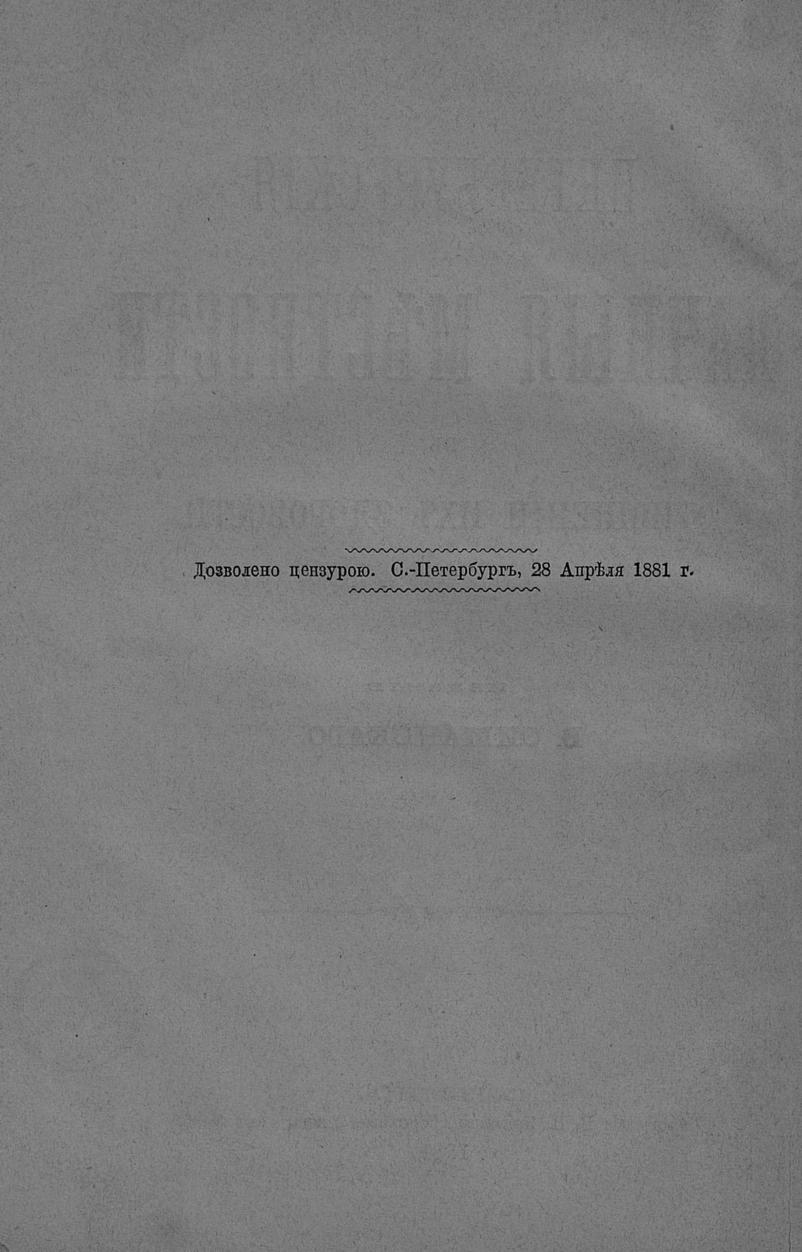 Дозволено цензурою. С.-Петербургъ, 28 Апрѣля 1881 г.